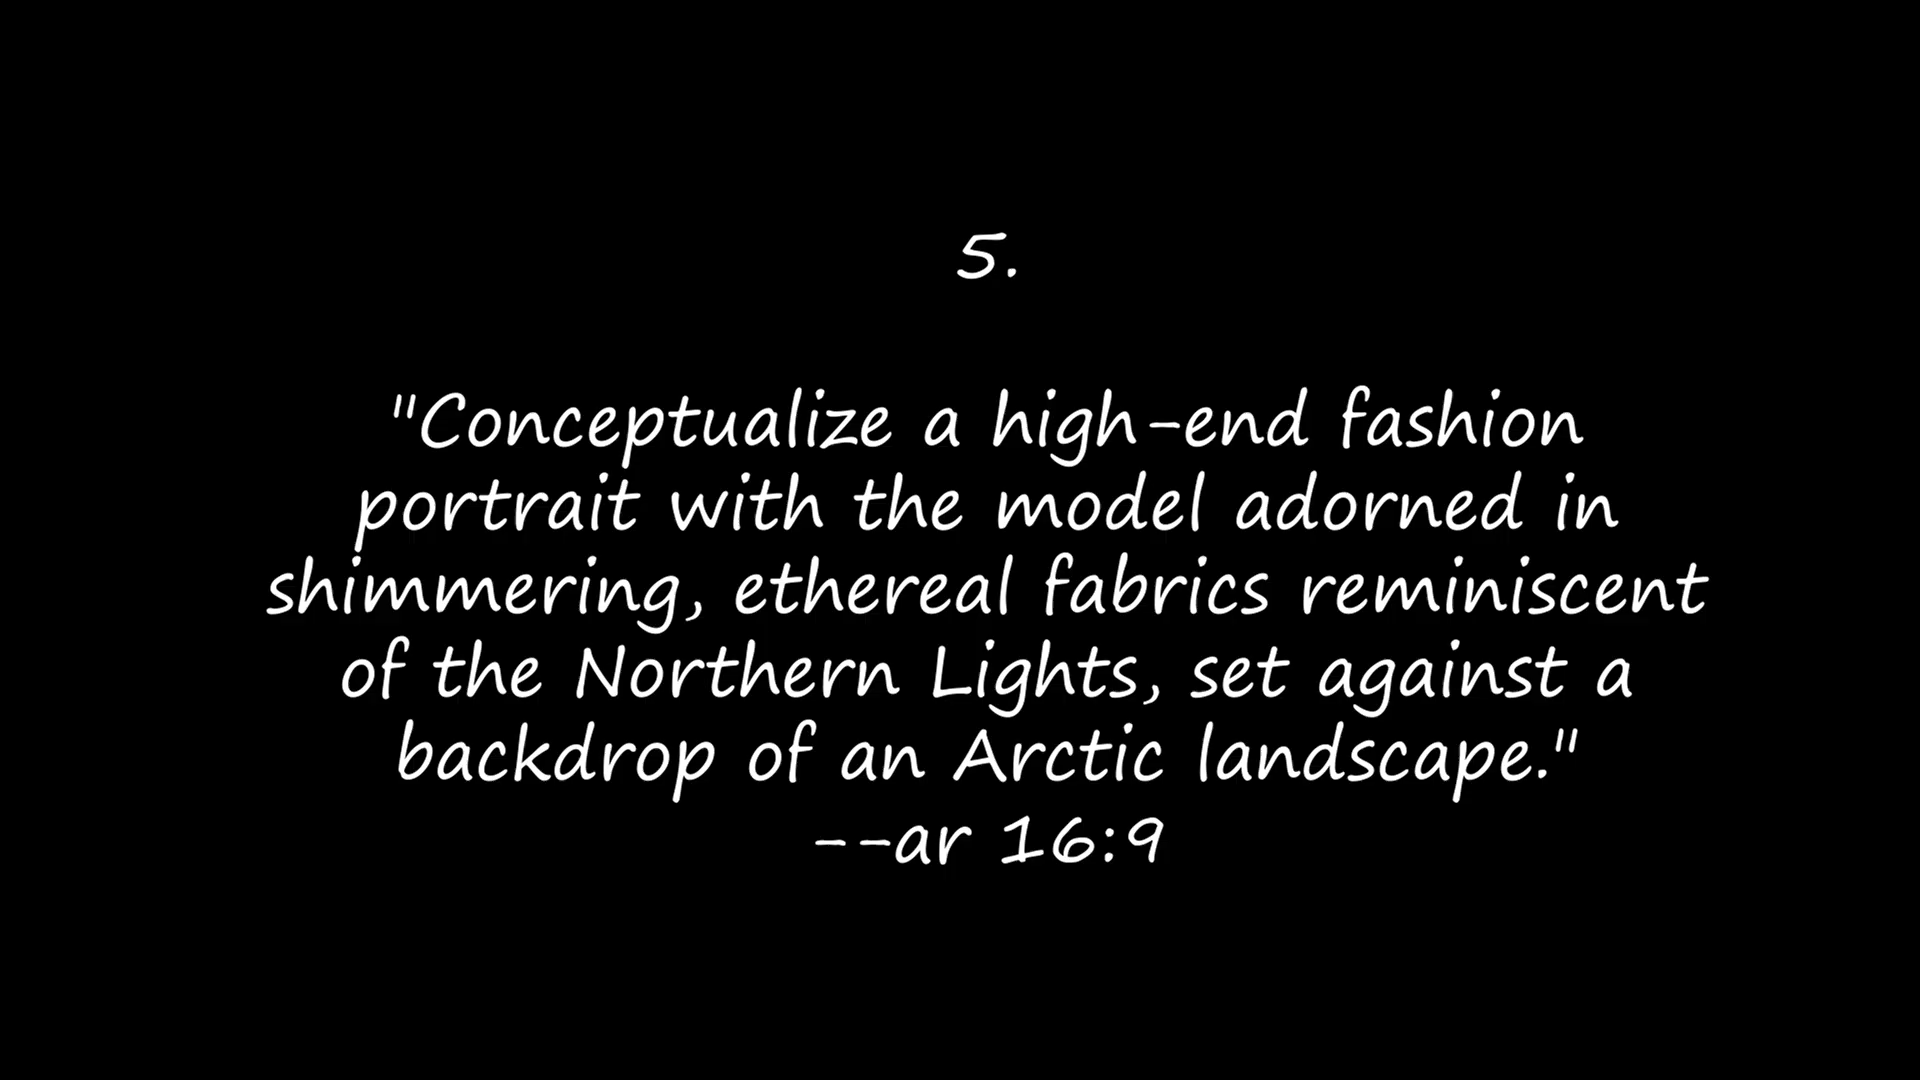 5.
"Conceptualize a high-end fashion
portrait with the model adorned in
shimmering, ethereal fabrics reminiscent
of the Northern Lights, set against a
backdrop of an Arctic landscape."
--ar 16:9